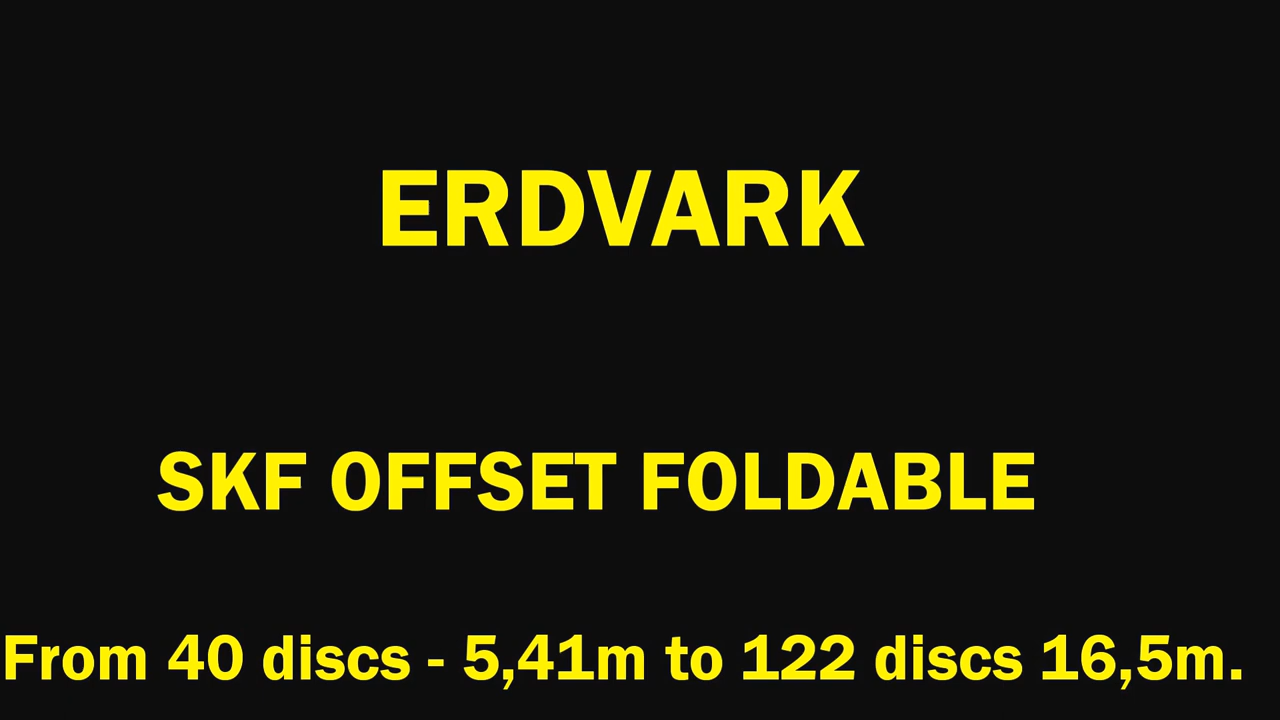 ERDVARK
SKF OFFSET FOLDABLE
From 40 discs - 5,41m to 122 discs 16,5m.